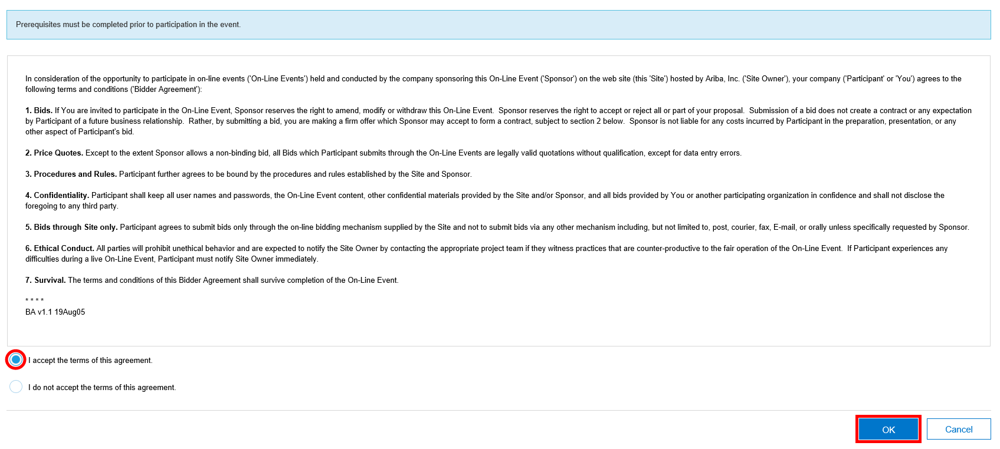 Prerequisites must be completed prior to participation in the event.
In consideration of the opportunity to participate in on-line events ('On-Line Events') held and conducted by the company sponsoring this On-Line Event ('Sponsor') on the web site (this 'Site') hosted by Ariba, Inc. ('Site Owner'), your company ('Participant' or 'You') agrees to the
following terms and conditions ('Bidder Agreement'):
1. Bids. If You are invited to participate in the On-Line Event, Sponsor reserves the right to amend, modify or withdraw this On-Line Event.  Sponsor reserves the right to accept or reject all or part of your proposal.  Submission of a bid does not create a contract or any expectation
by Participant of a future business relationship.  Rather, by submitting a bid, you are making a firm offer which Sponsor may accept to form a contract, subject to section 2 below.  Sponsor is not liable for any costs incurred by Participant in the preparation, presentation, or any
other aspect of Participant's bid.
2. Price Quotes. Except to the extent Sponsor allows a non-binding bid, all Bids which Participant submits through the On-Line Events are legally valid quotations without qualification, except for data entry errors.
3. Procedures and Rules. Participant further agrees to be bound by the procedures and rules established by the Site and Sponsor.
4. Confidentiality. Participant shall keep all user names and passwords, the On-Line Event content, other confidential materials provided by the Site and/or Sponsor, and all bids provided by You or another participating organization in confidence and shall not disclose the
foregoing to any third party.
5. Bids through Site only. Participant agrees to submit bids only through the on-line bidding mechanism supplied by the Site and not to submit bids via any other mechanism including, but not limited to, post, courier, fax, E-mail, or orally unless specifically requested by Sponsor.
6. Ethical Conduct. All parties will prohibit unethical behavior and are expected to notify the Site Owner by contacting the appropriate project team if they witness practices that are counter-productive to the fair operation of the On-Line Event.  If Participant experiences any
difficulties during a live On-Line Event, Participant must notify Site Owner immediately.
7. Survival. The terms and conditions of this Bidder Agreement shall survive completion of the On-Line Event.
* * * *
BA v1.1 19Aug05
I accept the terms of this agreement.
I do not accept the terms of this agreement.
OK
Cancel